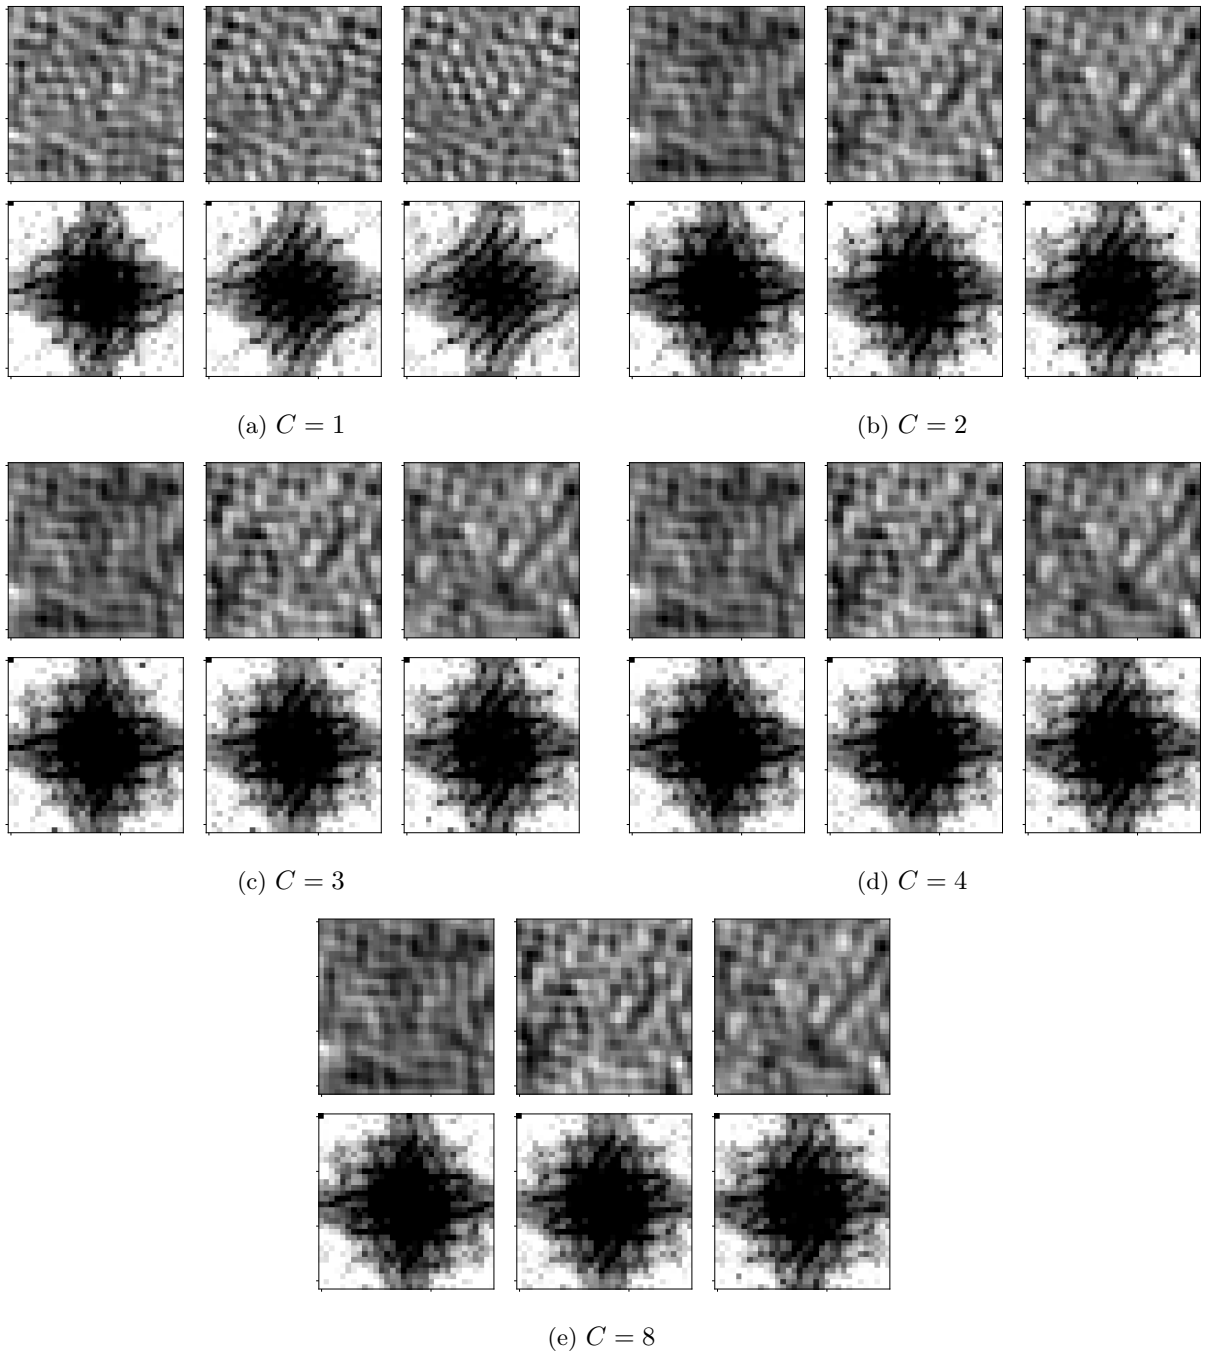 (a) C = 1
(b) C = 2
(c) C = 3
(d) C = 4
(e) C = 8